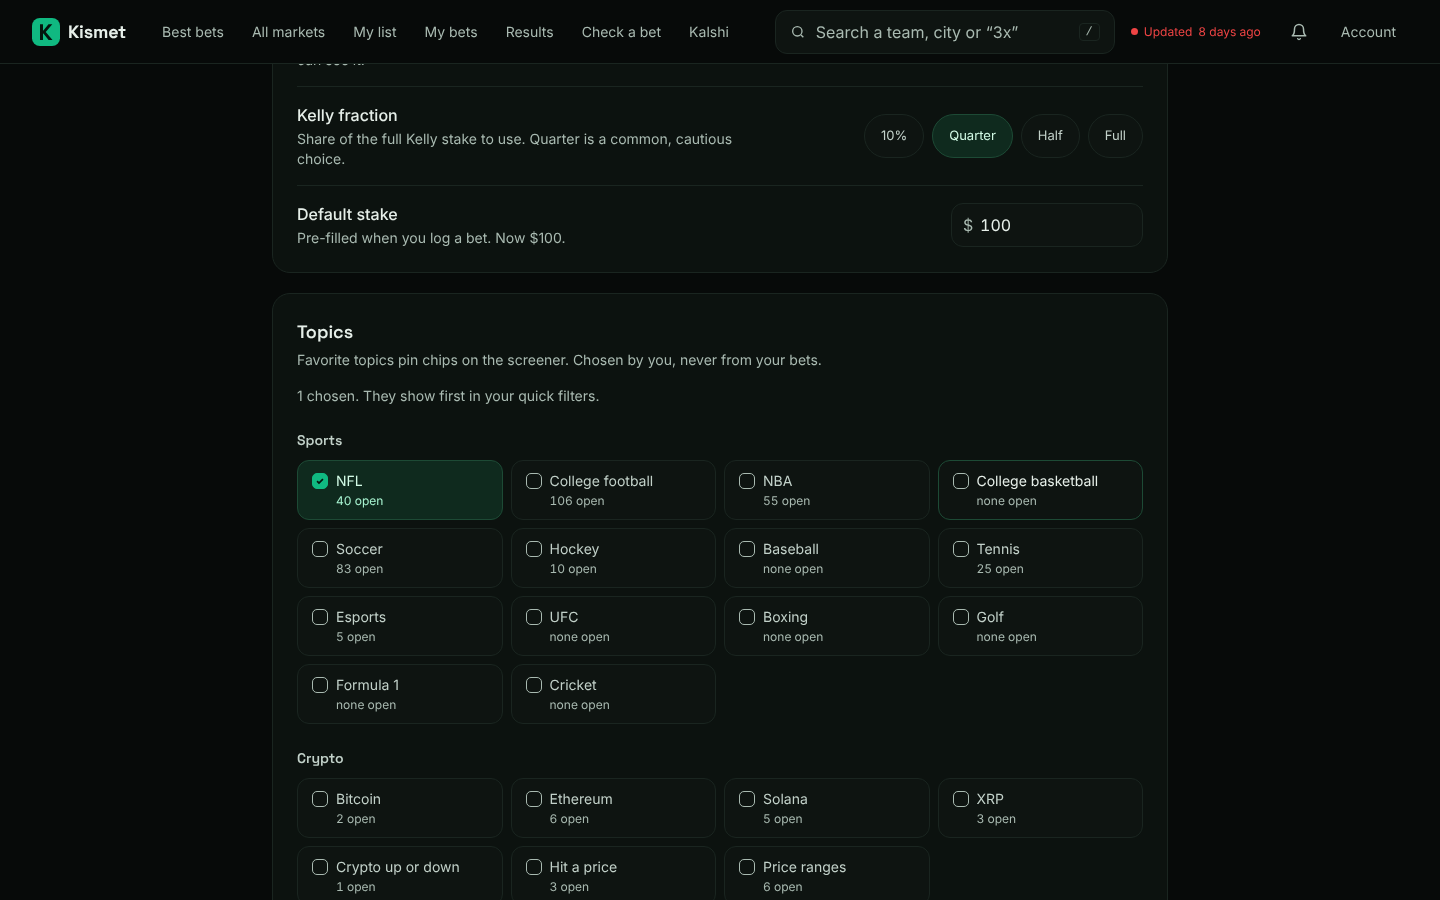 Kismet
Best bets
All markets
My list
My bets
Results
Check a bet
Kalshi
Search a team, city or “3x”
/
Updated 8 days ago
Account
Kelly fraction
Share of the full Kelly stake to use. Quarter is a common, cautious
choice.
10%
Quarter
Half
Full
Default stake
Pre-filled when you log a bet. Now $100.
$ 100
Topics
Favorite topics pin chips on the screener. Chosen by you, never from your bets.
1 chosen. They show first in your quick filters.
Sports
NFL
40 open
College football
106 open
NBA
55 open
College basketball
none open
Soccer
83 open
Hockey
10 open
Baseball
none open
Tennis
25 open
Esports
5 open
UFC
none open
Boxing
none open
Golf
none open
Formula 1
none open
Cricket
none open
Crypto
Bitcoin
2 open
Ethereum
6 open
Solana
5 open
XRP
3 open
Crypto up or down
1 open
Hit a price
3 open
Price ranges
6 open